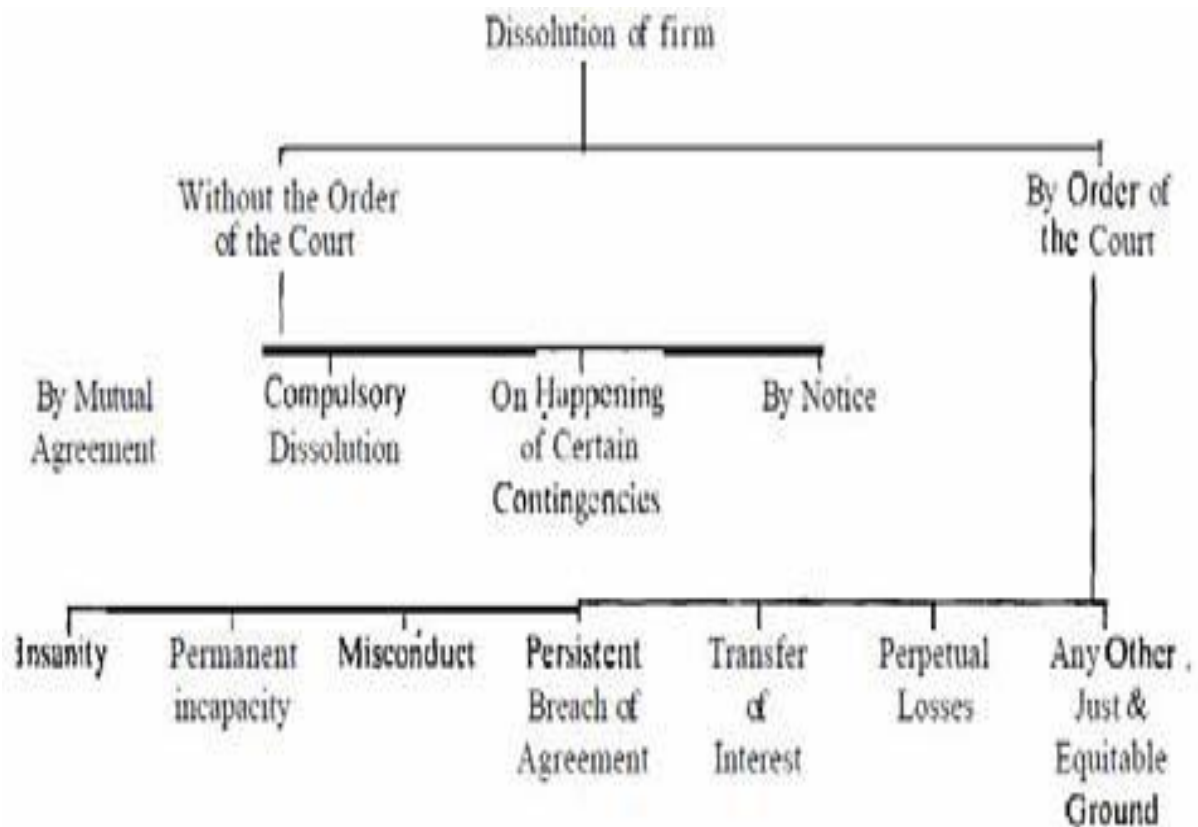 Dissolution of firm
Without the Order
of the Court
By Order of
the Court
By Mutual
Agreement
Compulsory
Dissolution
On Happening
of Certain
Contingencies
By Notice
Insanity
Permanent
incapacity
Misconduct
Persistent
Breach of
Agreement
Transfer
of
Interest
Perpetual
Losses
Any Other .
Just &
Equitable
Ground